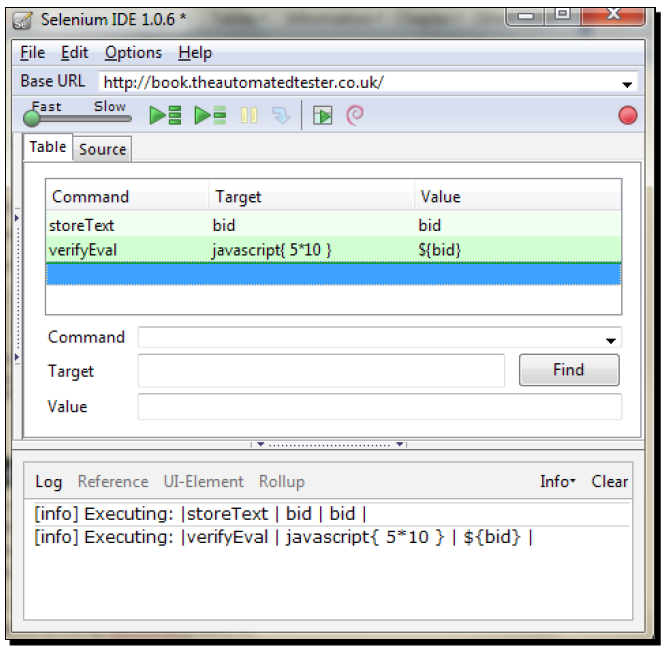 Selenium IDE 1.0.6 *
File Edit Options Help
Base URL http://book.theautomatedtester.co.uk/
Fast Slow
Table Source
Command Target Value
storeText bid bid
verifyEval javascript{ 5*10 } ${bid}
Command
Target Find
Value
Log Reference UI-Element Rollup Info Clear
[info] Executing: |storeText | bid | bid |
[info] Executing: |verifyEval | javascript{ 5*10 } | ${bid} |